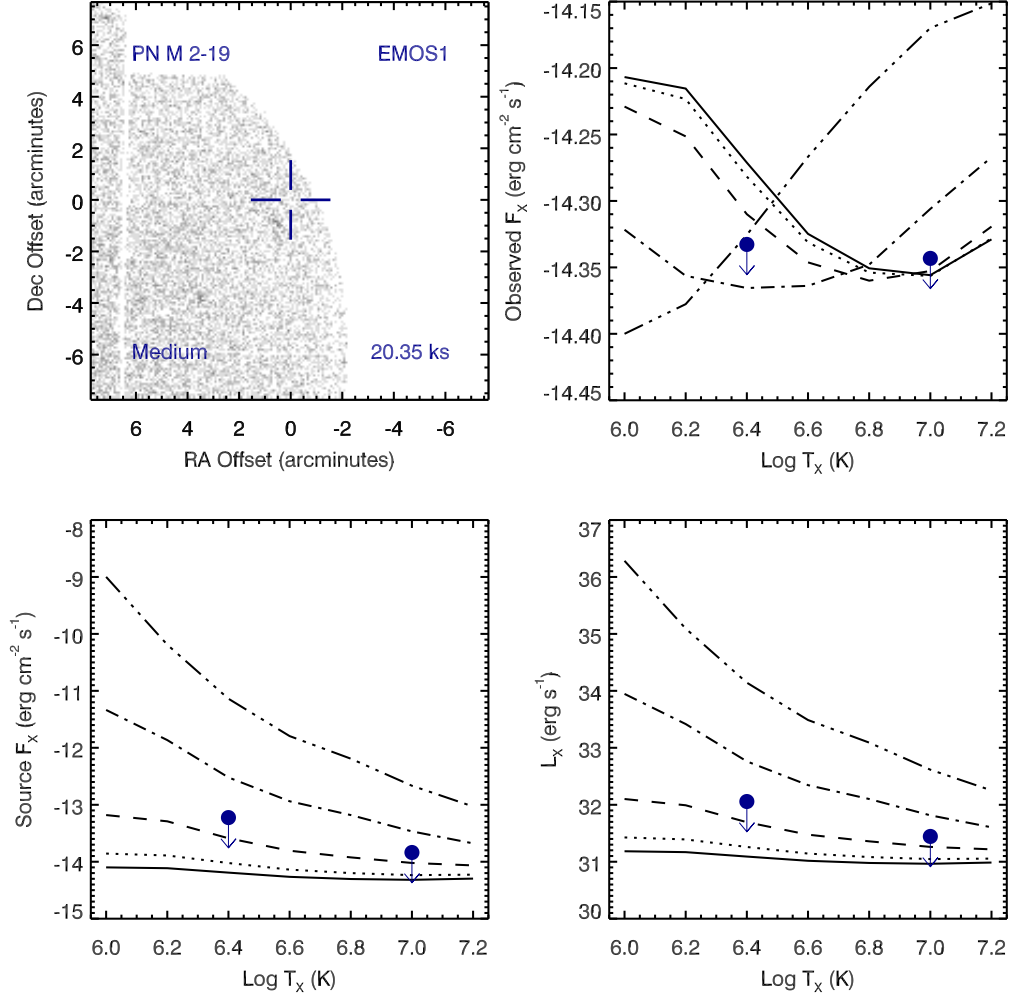 PN M 2-19
EMOS1
Medium
20.35 ks
6
4
2
0
-2
-4
-6
Dec Offset (arcminutes)
6 4 2 0 -2 -4 -6
RA Offset (arcminutes)
-14.15
-14.20
-14.25
-14.30
-14.35
-14.40
-14.45
Observed FX (erg cm-2 s-1)
6.0 6.2 6.4 6.6 6.8 7.0 7.2
Log TX (K)
-8
-9
-10
-11
-12
-13
-14
-15
Source FX (erg cm-2 s-1)
6.0 6.2 6.4 6.6 6.8 7.0 7.2
Log TX (K)
37
36
35
34
33
32
31
30
LX (erg s-1)
6.0 6.2 6.4 6.6 6.8 7.0 7.2
Log TX (K)